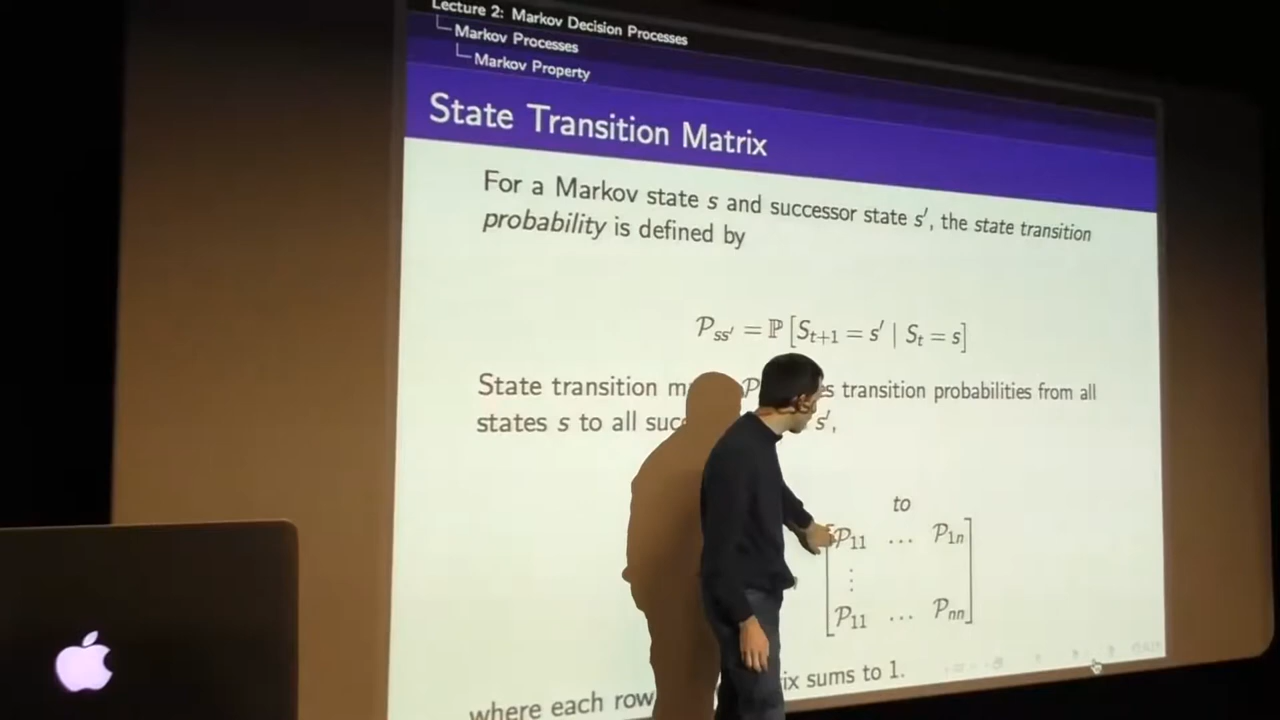 Lecture 2: Markov Decision Processes
Markov Processes
Markov Property
State Transition Matrix
For a Markov state s and successor state s′, the state transition
probability is defined by
𝒫ss′ = ℙ [St+1 = s′ | St = s]
State transition 𝒫 transition probabilities from all
states s to all s′,
to
𝒫11 … 𝒫1n
⋮
𝒫11 … 𝒫nn
where each row sums to 1.